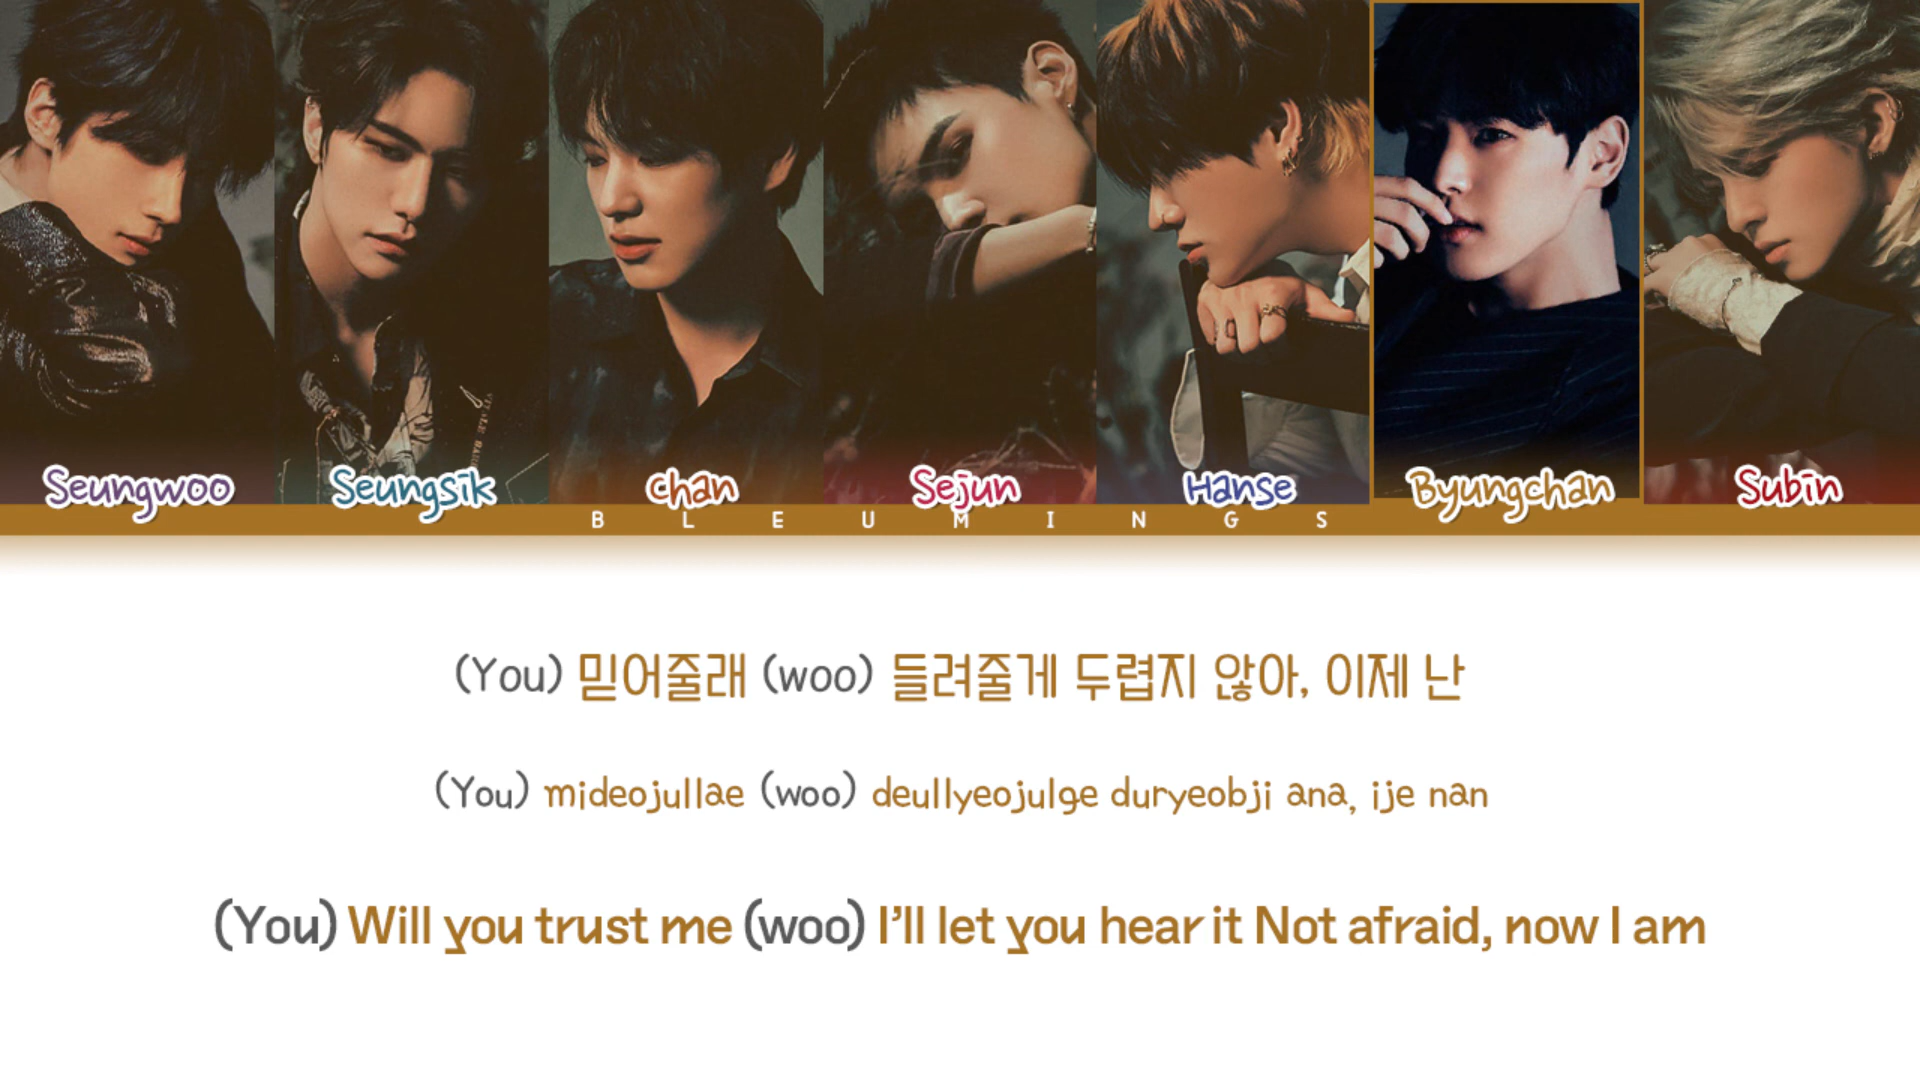 Seungwoo Seungsik Chan Sejun Hanse Byungchan Subin
BLEUMINGS
(You) 믿어줄래 (woo) 들려줄게 두렵지 않아, 이제 난
(You) mideojullae (woo) deullyeojulge duryeobji ana, ije nan
(You) Will you trust me (woo) I'll let you hear it Not afraid, now I am